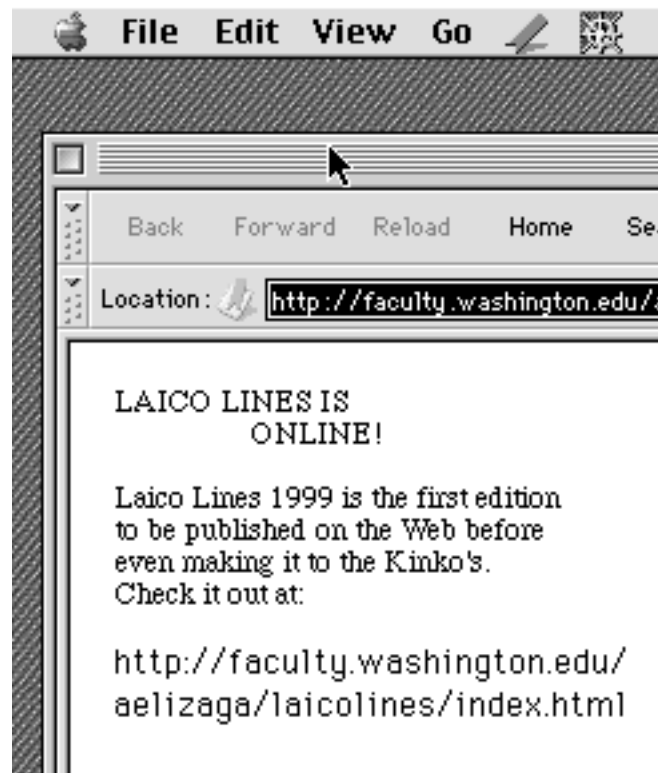 File Edit View Go
Back Forward Reload Home
Location: http://faculty.washington.edu/
LAICO LINES IS
ONLINE!
Laico Lines 1999 is the first edition
to be published on the Web before
even making it to the Kinko's.
Check it out at:
http://faculty.washington.edu/
aelizaga/laicolines/index.html